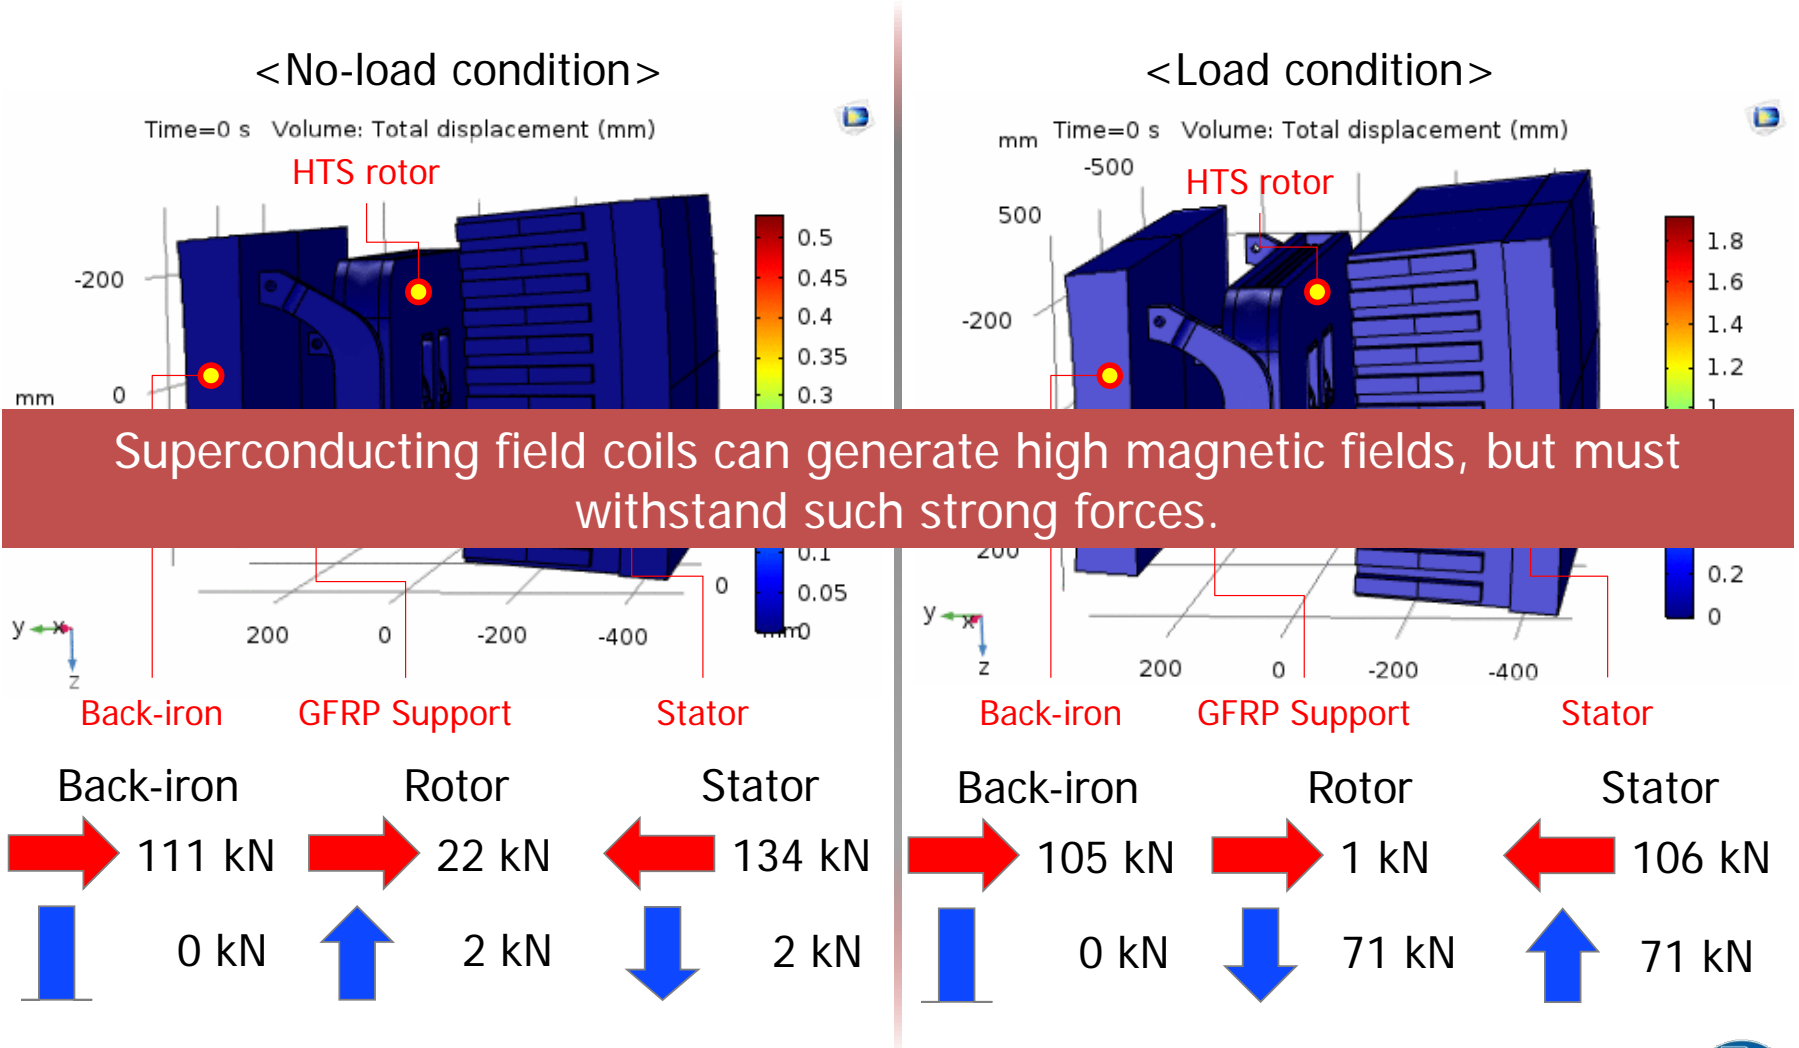 <No-load condition>
Time=0 s Volume: Total displacement (mm)
HTS rotor
-200
mm
0
0.5
0.45
0.4
0.35
0.3
0.1
0.05
0
mm
0
y
x
z
200
0
-200
-400
Back-iron
GFRP Support
Stator
Back-iron
Rotor
Stator
111 kN
22 kN
134 kN
0 kN
2 kN
2 kN
<Load condition>
mm
Time=0 s Volume: Total displacement (mm)
-500
HTS rotor
500
-200
1.8
1.6
1.4
1.2
1
Superconducting field coils can generate high magnetic fields, but must
withstand such strong forces.
200
0.2
0
y
x
z
200
0
-200
-400
Back-iron
GFRP Support
Stator
Back-iron
Rotor
Stator
105 kN
1 kN
106 kN
0 kN
71 kN
71 kN